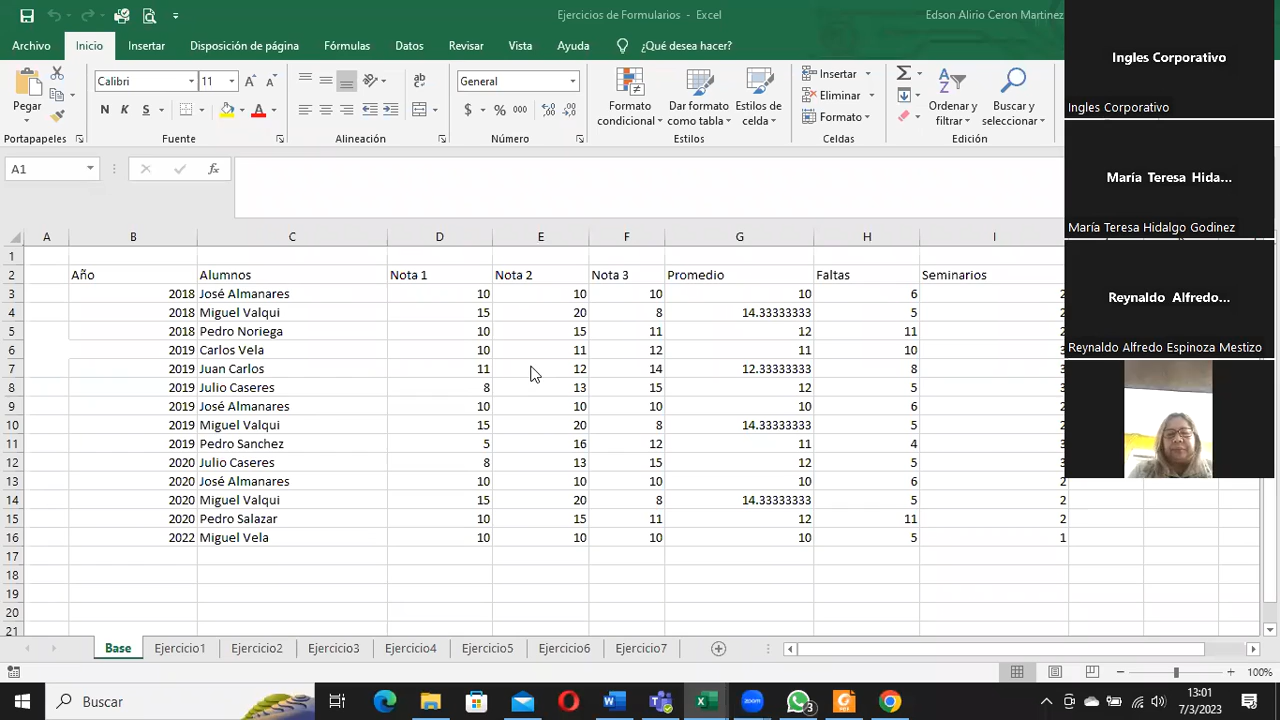 Ejercicios de Formularios - Excel
Edson Alirio Ceron Martinez
Archivo Inicio Insertar Disposición de página Fórmulas Datos Revisar Vista Ayuda ¿Qué desea hacer?
Pegar
Calibri 11
N K S
General
$ % 000
Formato condicional
Dar formato como tabla
Estilos de celda
Insertar
Eliminar
Formato
Ordenar y filtrar
Buscar y seleccionar
Portapapeles Fuente Alineación Número Estilos Celdas Edición
A1 fx
A B C D E F G H I
1
2 Año Alumnos Nota 1 Nota 2 Nota 3 Promedio Faltas Seminarios
3 2018 José Almanares 10 10 10 10 6 2
4 2018 Miguel Valqui 15 20 8 14.33333333 5 2
5 2018 Pedro Noriega 10 15 11 12 11 2
6 2019 Carlos Vela 10 11 12 11 10 3
7 2019 Juan Carlos 11 12 14 12.33333333 8 3
8 2019 Julio Caseres 8 13 15 12 5 3
9 2019 José Almanares 10 10 10 10 6 2
10 2019 Miguel Valqui 15 20 8 14.33333333 5 2
11 2019 Pedro Sanchez 5 16 12 11 4 3
12 2020 Julio Caseres 8 13 15 12 5 3
13 2020 José Almanares 10 10 10 10 6 2
14 2020 Miguel Valqui 15 20 8 14.33333333 5 2
15 2020 Pedro Salazar 10 15 11 12 11 2
16 2022 Miguel Vela 10 10 10 10 5 1
17
18
19
20
21
Base Ejercicio1 Ejercicio2 Ejercicio3 Ejercicio4 Ejercicio5 Ejercicio6 Ejercicio7
100%
Buscar
3
13:01
7/3/2023
Ingles Corporativo
Ingles Corporativo
María Teresa Hida...
María Teresa Hidalgo Godinez
Reynaldo Alfredo...
Reynaldo Alfredo Espinoza Mestizo